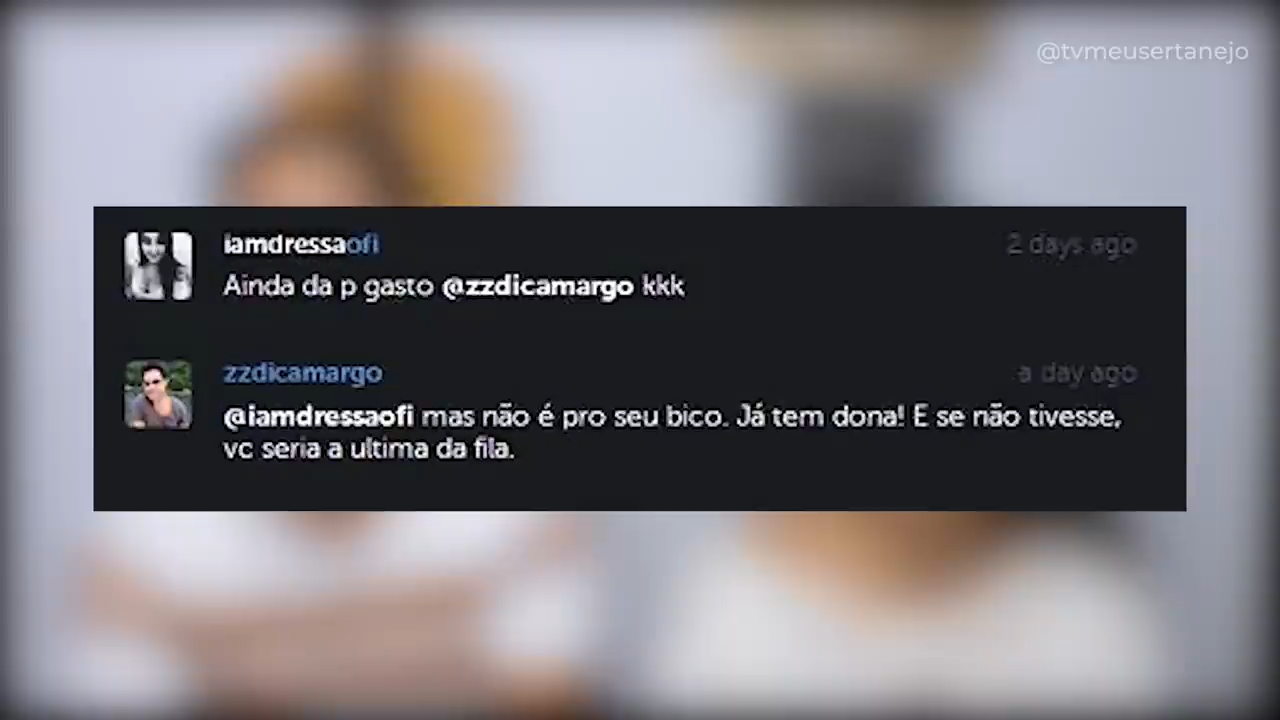 @tvmeusertanejo
iamdressaofi 2 days ago
Ainda da p gasto @zzdicamargo kkk
zzdicamargo a day ago
@iamdressaofi mas não é pro seu bico. Já tem dona! E se não tivesse,
vc seria a ultima da fila.